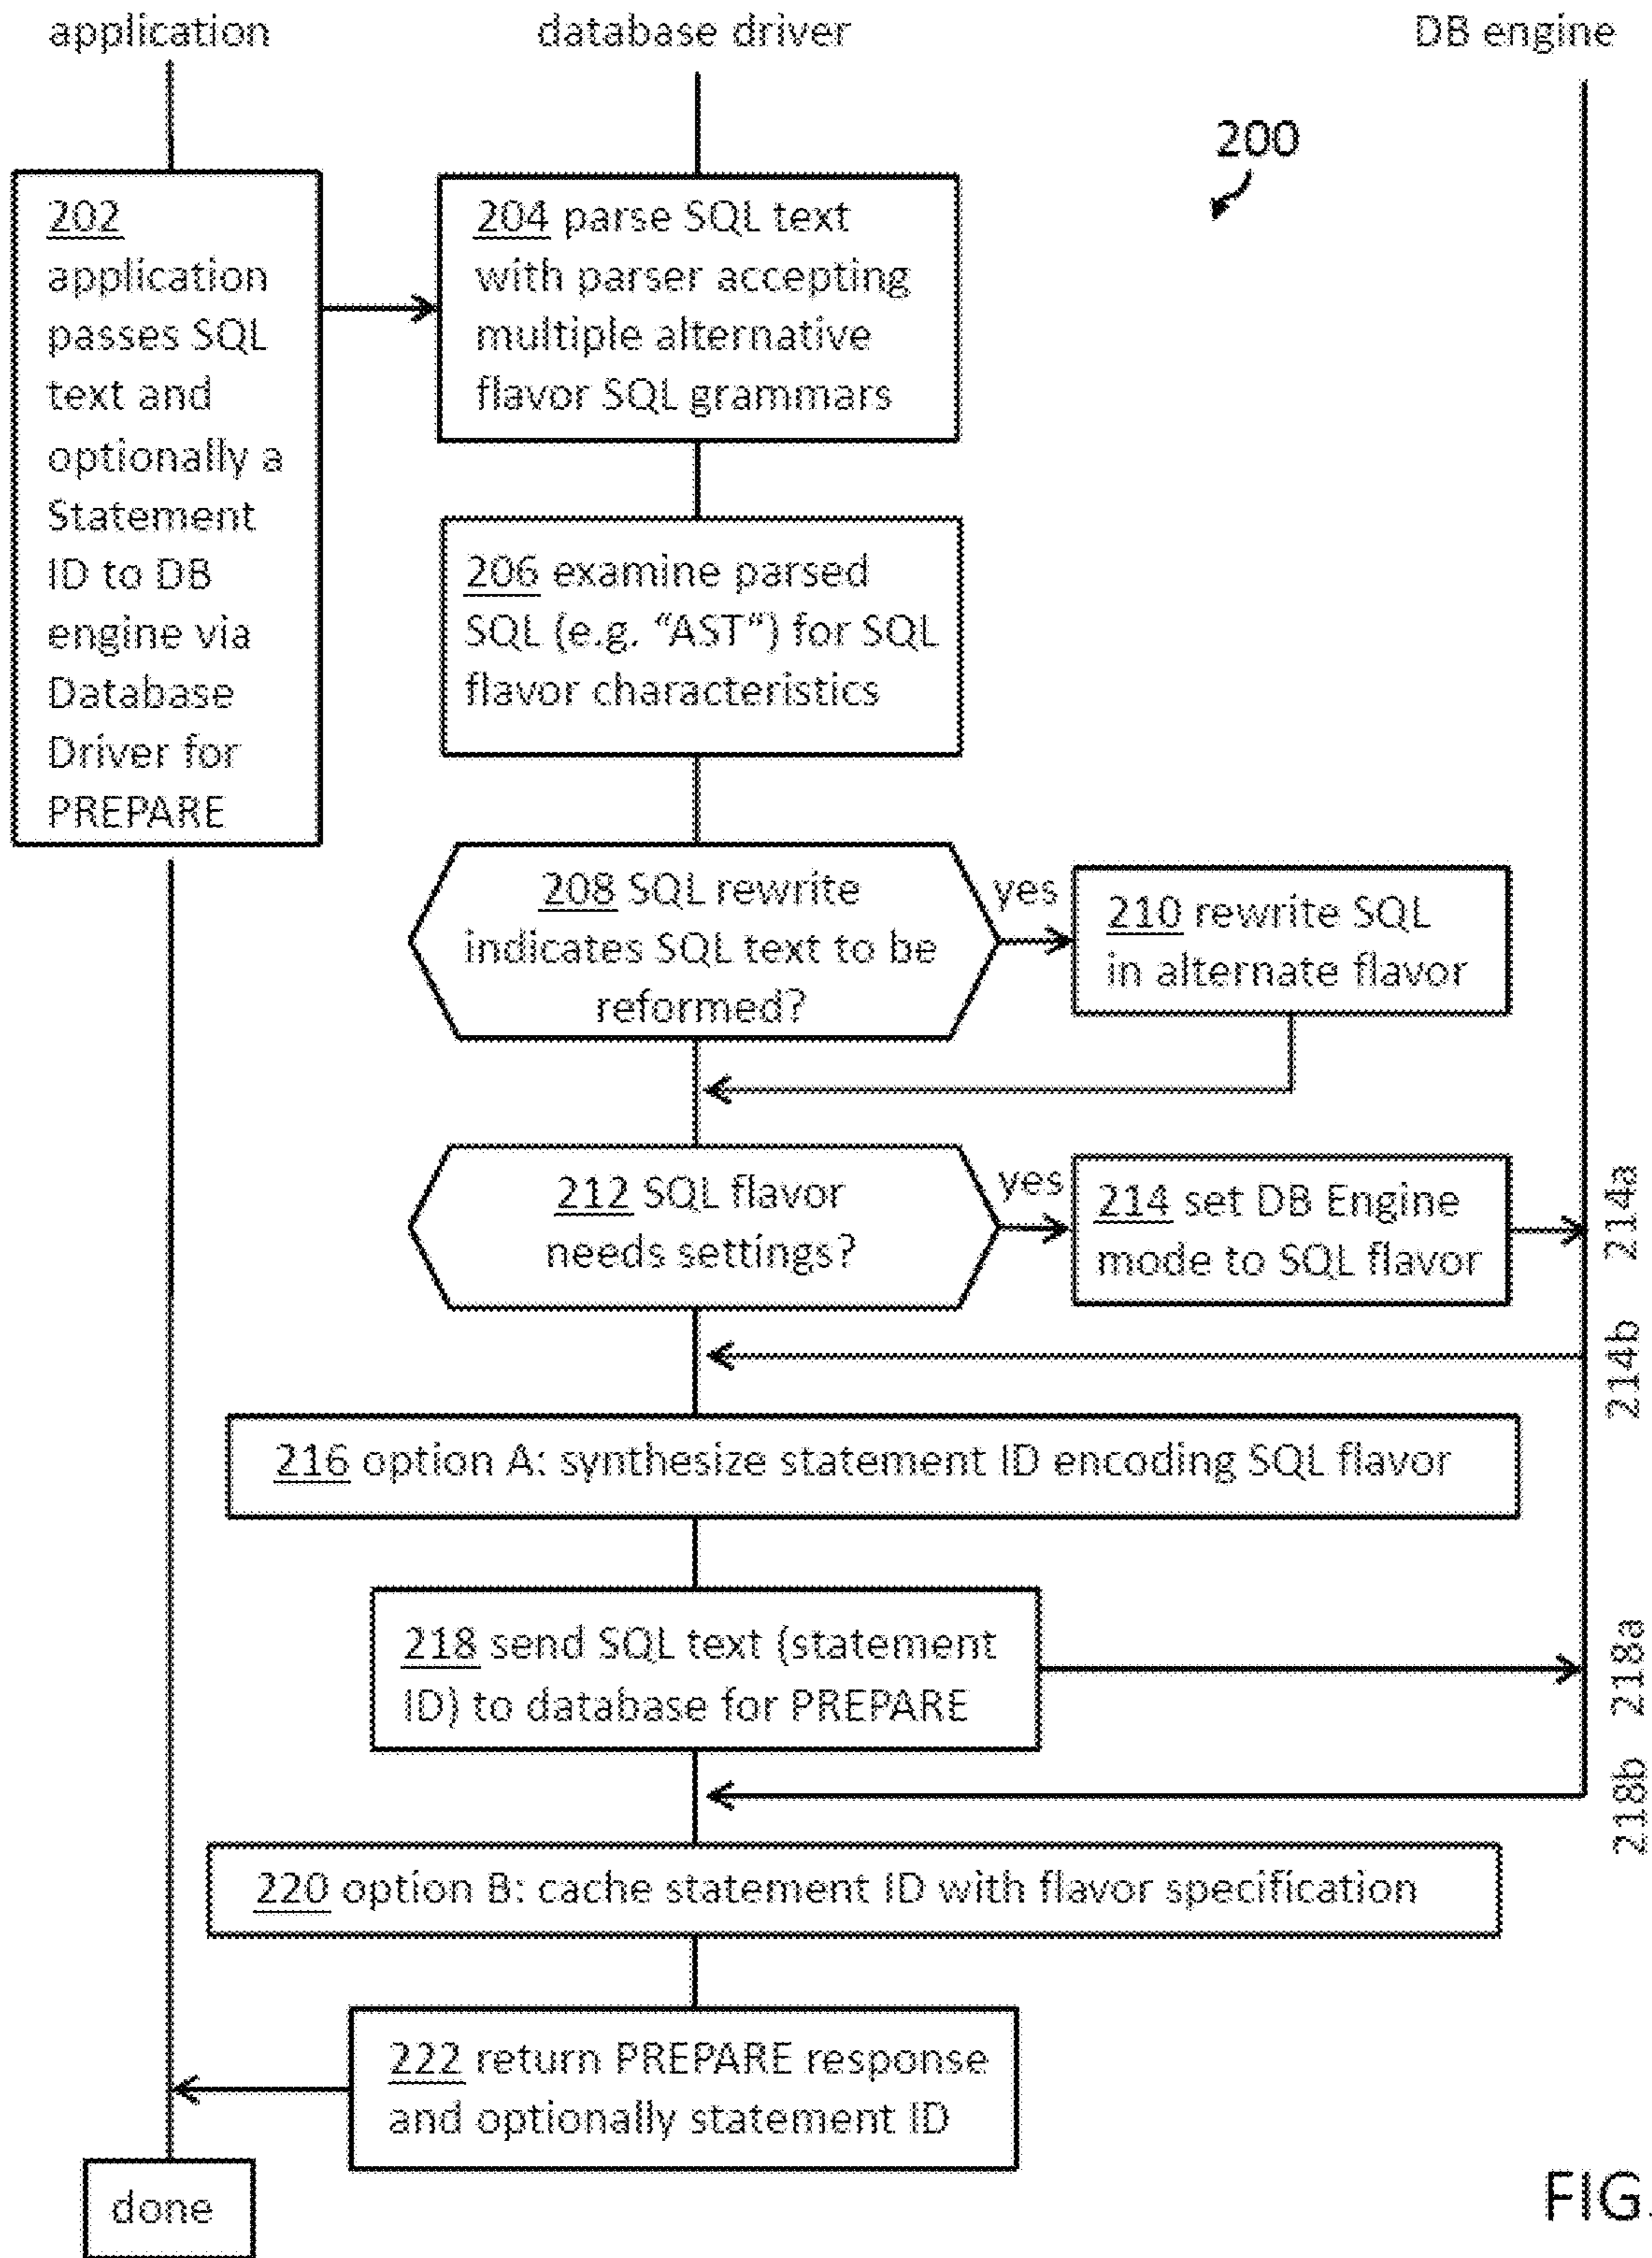 application
database driver
DB engine
200
202
application
passes SQL
text and
optionally a
Statement
ID to DB
engine via
Database
Driver for
PREPARE
204 parse SQL text
with parser accepting
multiple alternative
flavor SQL grammars
206 examine parsed
SQL (e.g. “AST”) for SQL
flavor characteristics
208 SQL rewrite
indicates SQL text to be
reformed?
yes
210 rewrite SQL
in alternate flavor
212 SQL flavor
needs settings?
yes
214 set DB Engine
mode to SQL flavor
214a
214b
216 option A: synthesize statement ID encoding SQL flavor
218 send SQL text (statement
ID) to database for PREPARE
218a
218b
220 option B: cache statement ID with flavor specification
222 return PREPARE response
and optionally statement ID
done
FIG.